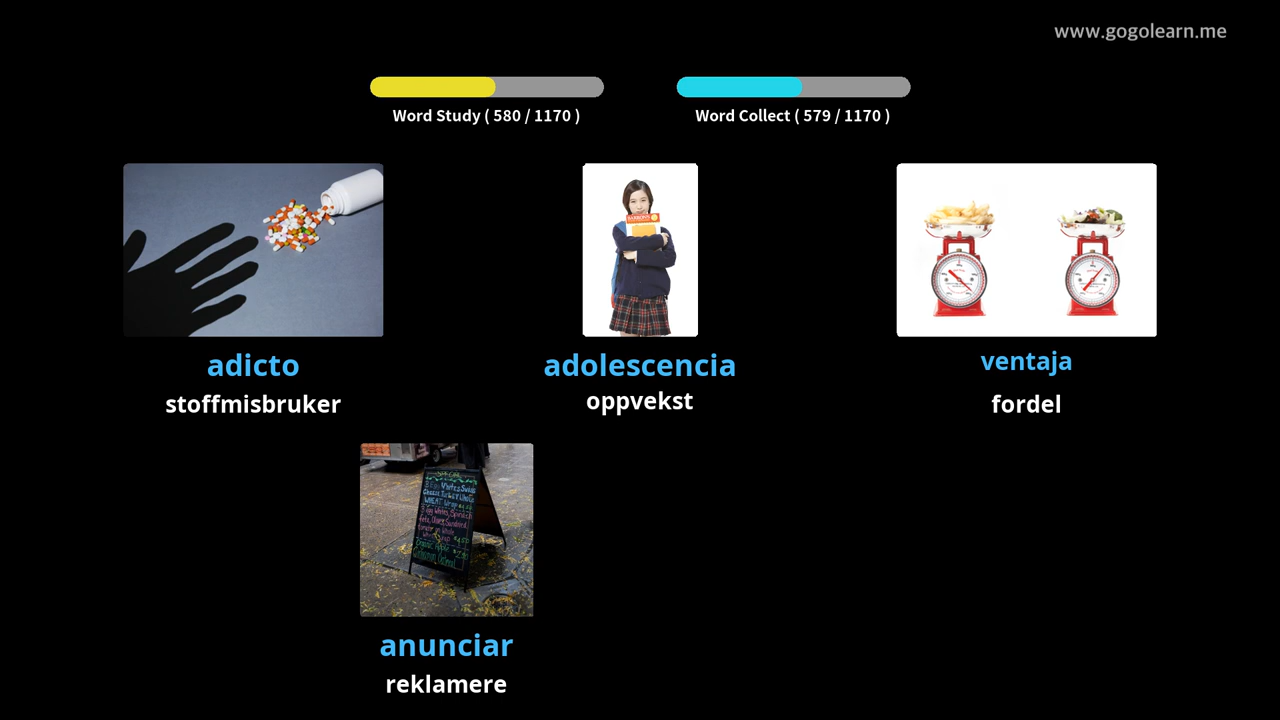 www.gogolearn.me
Word Study ( 580 / 1170 )
Word Collect ( 579 / 1170 )
BARRON'S
adicto
stoffmisbruker
adolescencia
oppvekst
ventaja
fordel
anunciar
reklamere